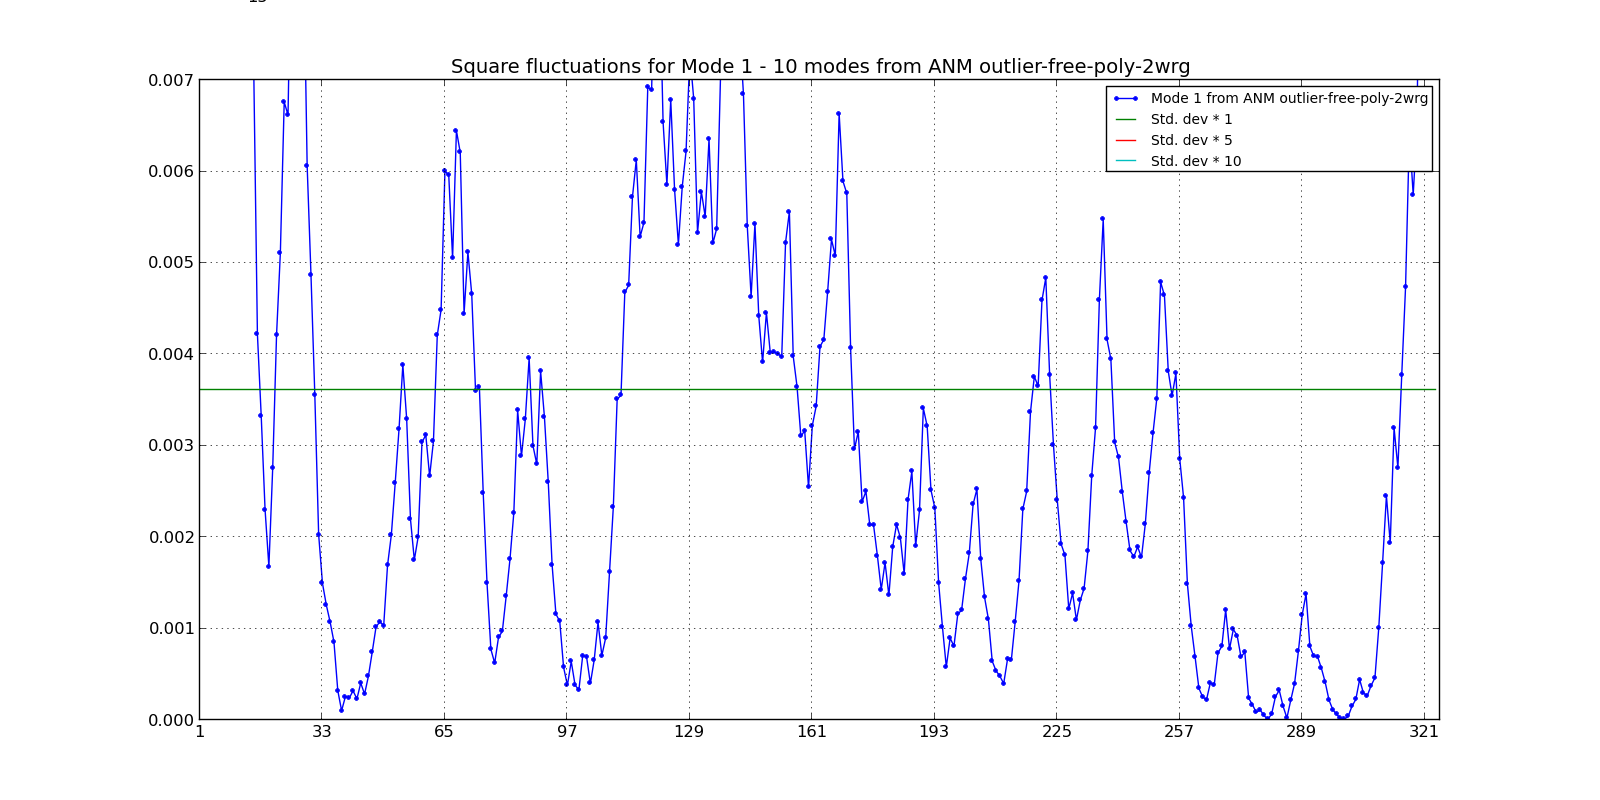 Square fluctuations for Mode 1 - 10 modes from ANM outlier-free-poly-2wrg
0.007
0.006
0.005
0.004
0.003
0.002
0.001
0.000
Mode 1 from ANM outlier-free-poly-2wrg
Std. dev * 1
Std. dev * 5
Std. dev * 10
1 33 65 97 129 161 193 225 257 289 321